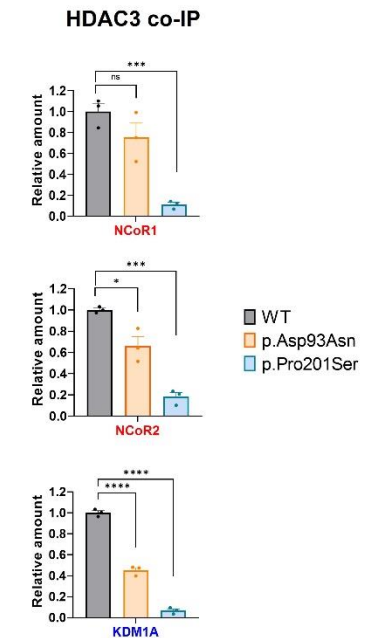 HDAC3 co-IP
***
ns
Relative amount
1.2
1.0
0.8
0.6
0.4
0.2
0.0
NCoR1
***
*
Relative amount
1.2
1.0
0.8
0.6
0.4
0.2
0.0
NCoR2
WT
p.Asp93Asn
p.Pro201Ser
****
****
Relative amount
1.2
1.0
0.8
0.6
0.4
0.2
0.0
KDM1A